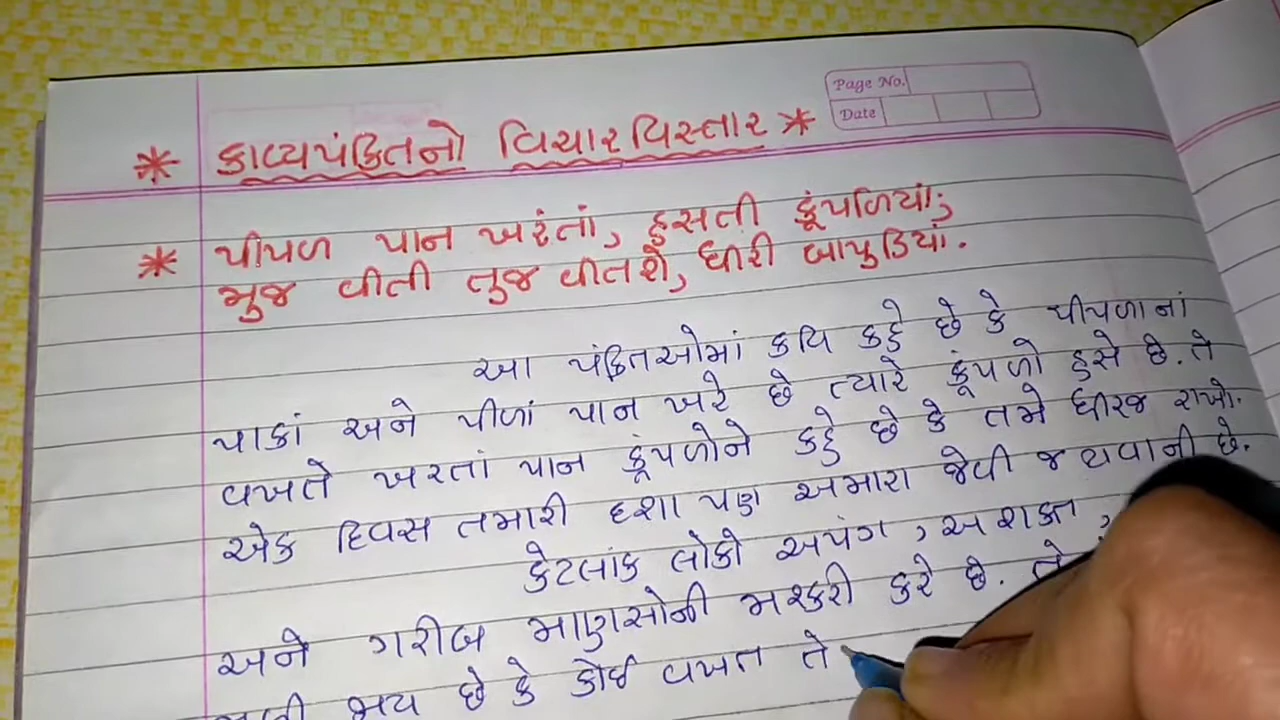 Page No.
Date
* કાવ્યપંક્તિનો વિચારવિસ્તાર *
* પીપળ પાન ખરંતાં, હસતી કૂંપળિયાં;
મુજ વીતી તુજ વીતશે, ધીરી બાપુડિયાં.
આ પંક્તિઓમાં કવિ કહે છે કે પીપળાનાં
પાકાં અને પીળાં પાન ખરે છે ત્યારે કૂંપળો હસે છે. તે
વખતે ખરતાં પાન કૂંપળોને કહે છે કે તમે ધીરજ રાખો.
એક દિવસ તમારી દશા પણ અમારા જેવી જ થવાની છે.
કેટલાંક લોકો અપંગ, અશક્ત
અને ગરીબ માણસોની મશ્કરી કરે છે.
જાય છે કે કોઈ વખત તે